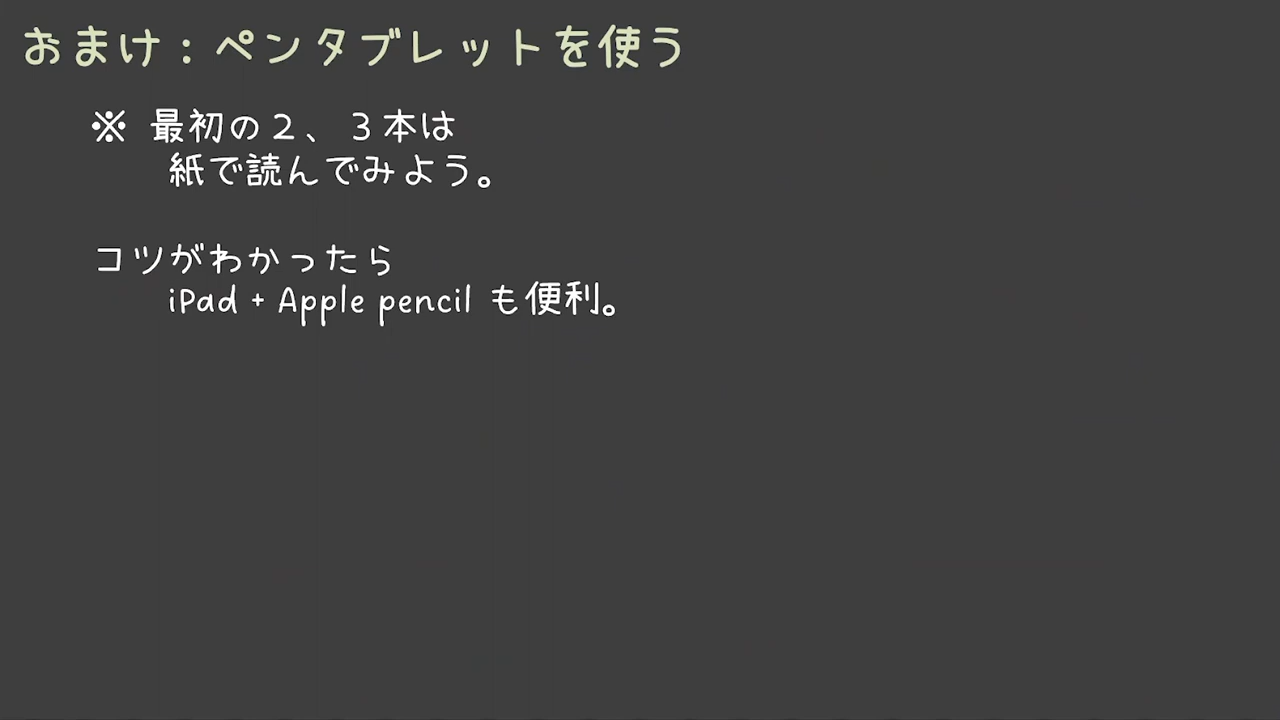 おまけ：ペンタブレットを使う
※ 最初の２、３本は
紙で読んでみよう。
コツがわかったら
iPad + Apple pencil も便利。